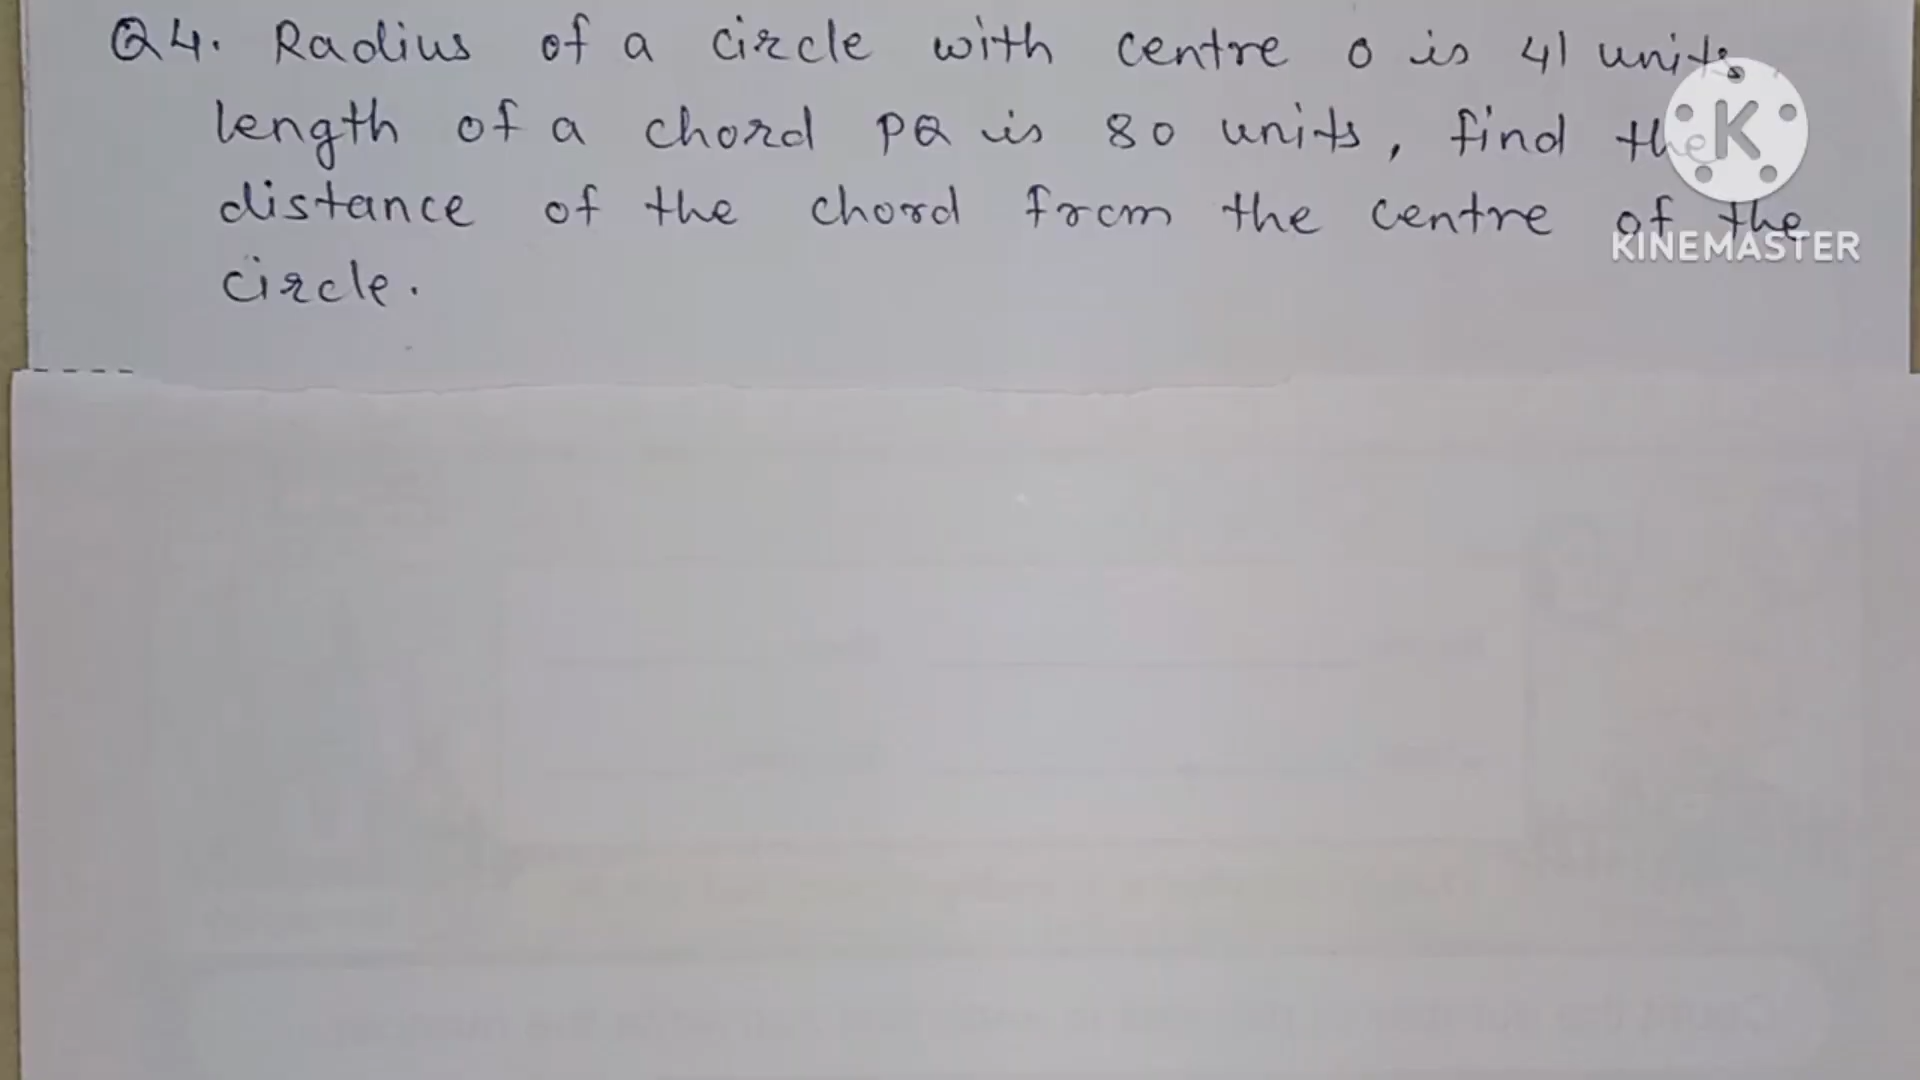 Q4. Radius of a circle with centre O is 41 units,
length of a chord PQ is 80 units, find the
distance of the chord from the centre of the
circle.
K
KINEMASTER